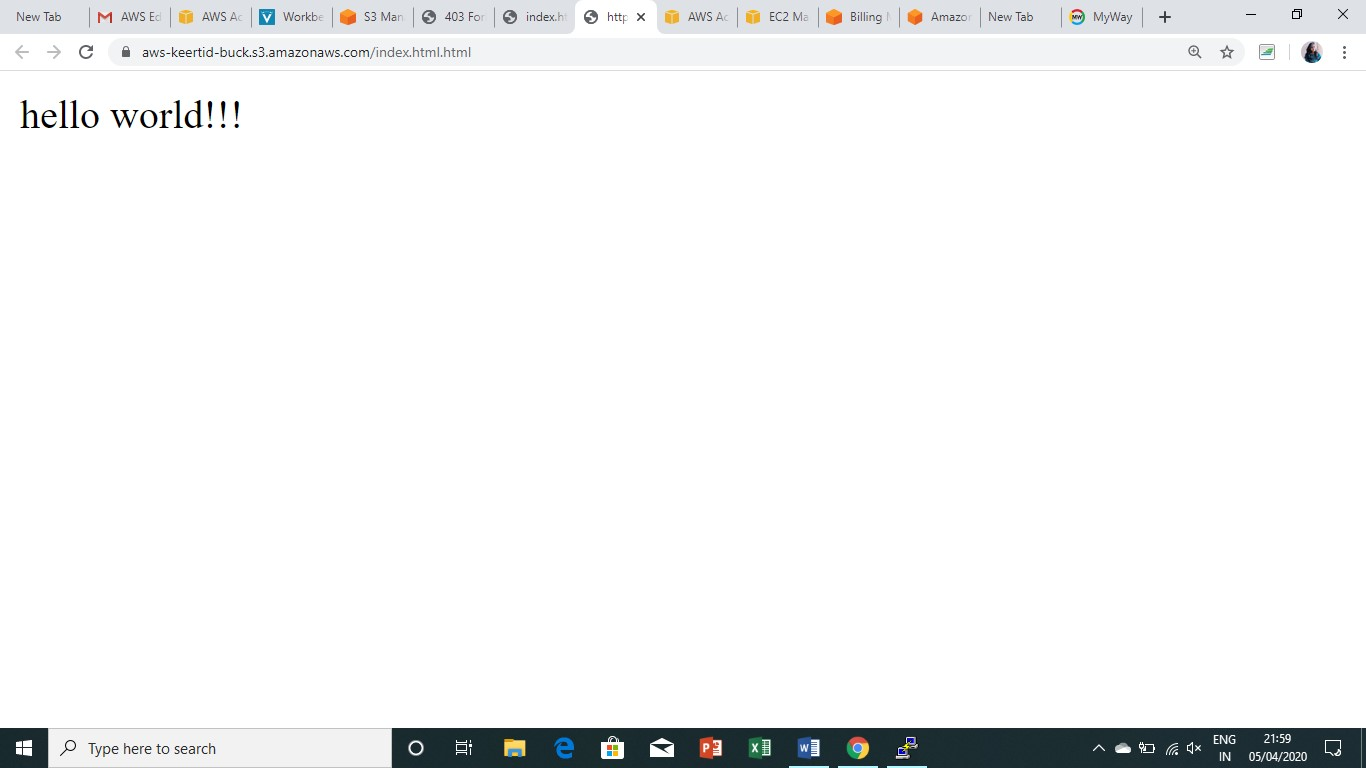 New Tab
AWS Ed
AWS Ac
Workbe
S3 Man
403 For
index.ht
http
AWS Ac
EC2 Ma
Billing M
Amazon
New Tab
MyWay
aws-keertid-buck.s3.amazonaws.com/index.html.html
hello world!!!
Type here to search
ENG
IN
21:59
05/04/2020